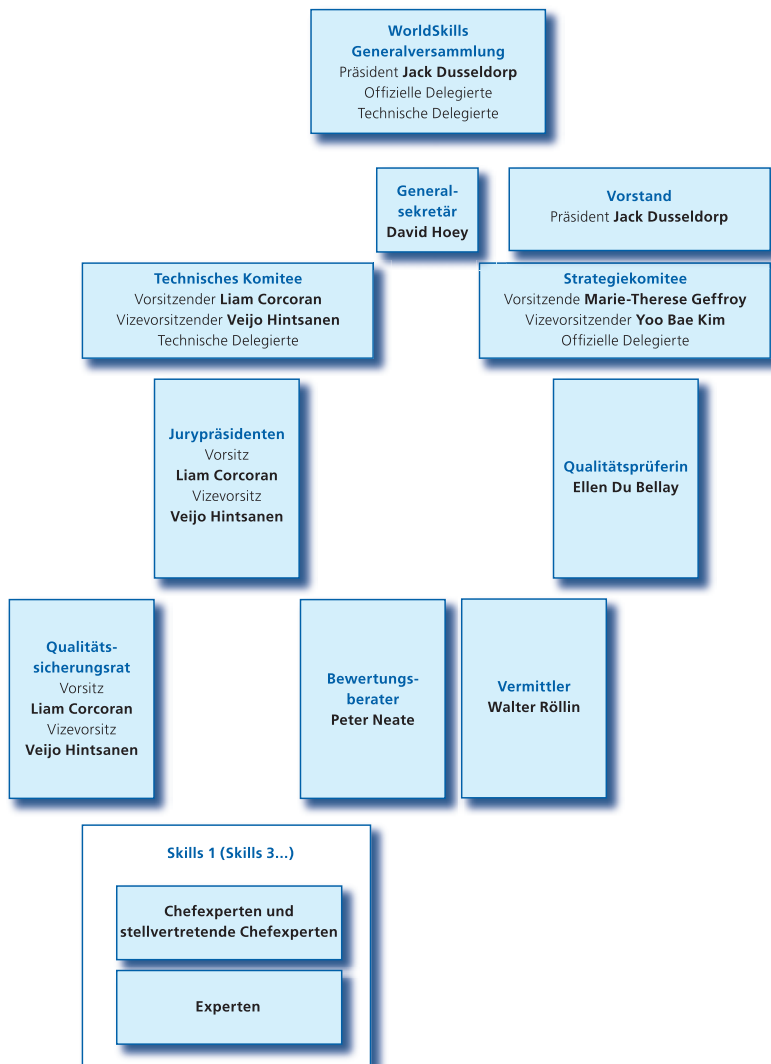 WorldSkills
Generalversammlung
Präsident Jack Dusseldorp
Offizielle Delegierte
Technische Delegierte
General-
sekretär
David Hoey
Vorstand
Präsident Jack Dusseldorp
Technisches Komitee
Vorsitzender Liam Corcoran
Vizevorsitzender Veijo Hintsanen
Technische Delegierte
Strategiekomitee
Vorsitzende Marie-Therese Geffroy
Vizevorsitzender Yoo Bae Kim
Offizielle Delegierte
Jurypräsidenten
Vorsitz
Liam Corcoran
Vizevorsitz
Veijo Hintsanen
Qualitätsprüferin
Ellen Du Bellay
Qualitäts-
sicherungsrat
Vorsitz
Liam Corcoran
Vizevorsitz
Veijo Hintsanen
Bewertungs-
berater
Peter Neate
Vermittler
Walter Röllin
Skills 1 (Skills 3...)
Chefexperten und
stellvertretende Chefexperten
Experten